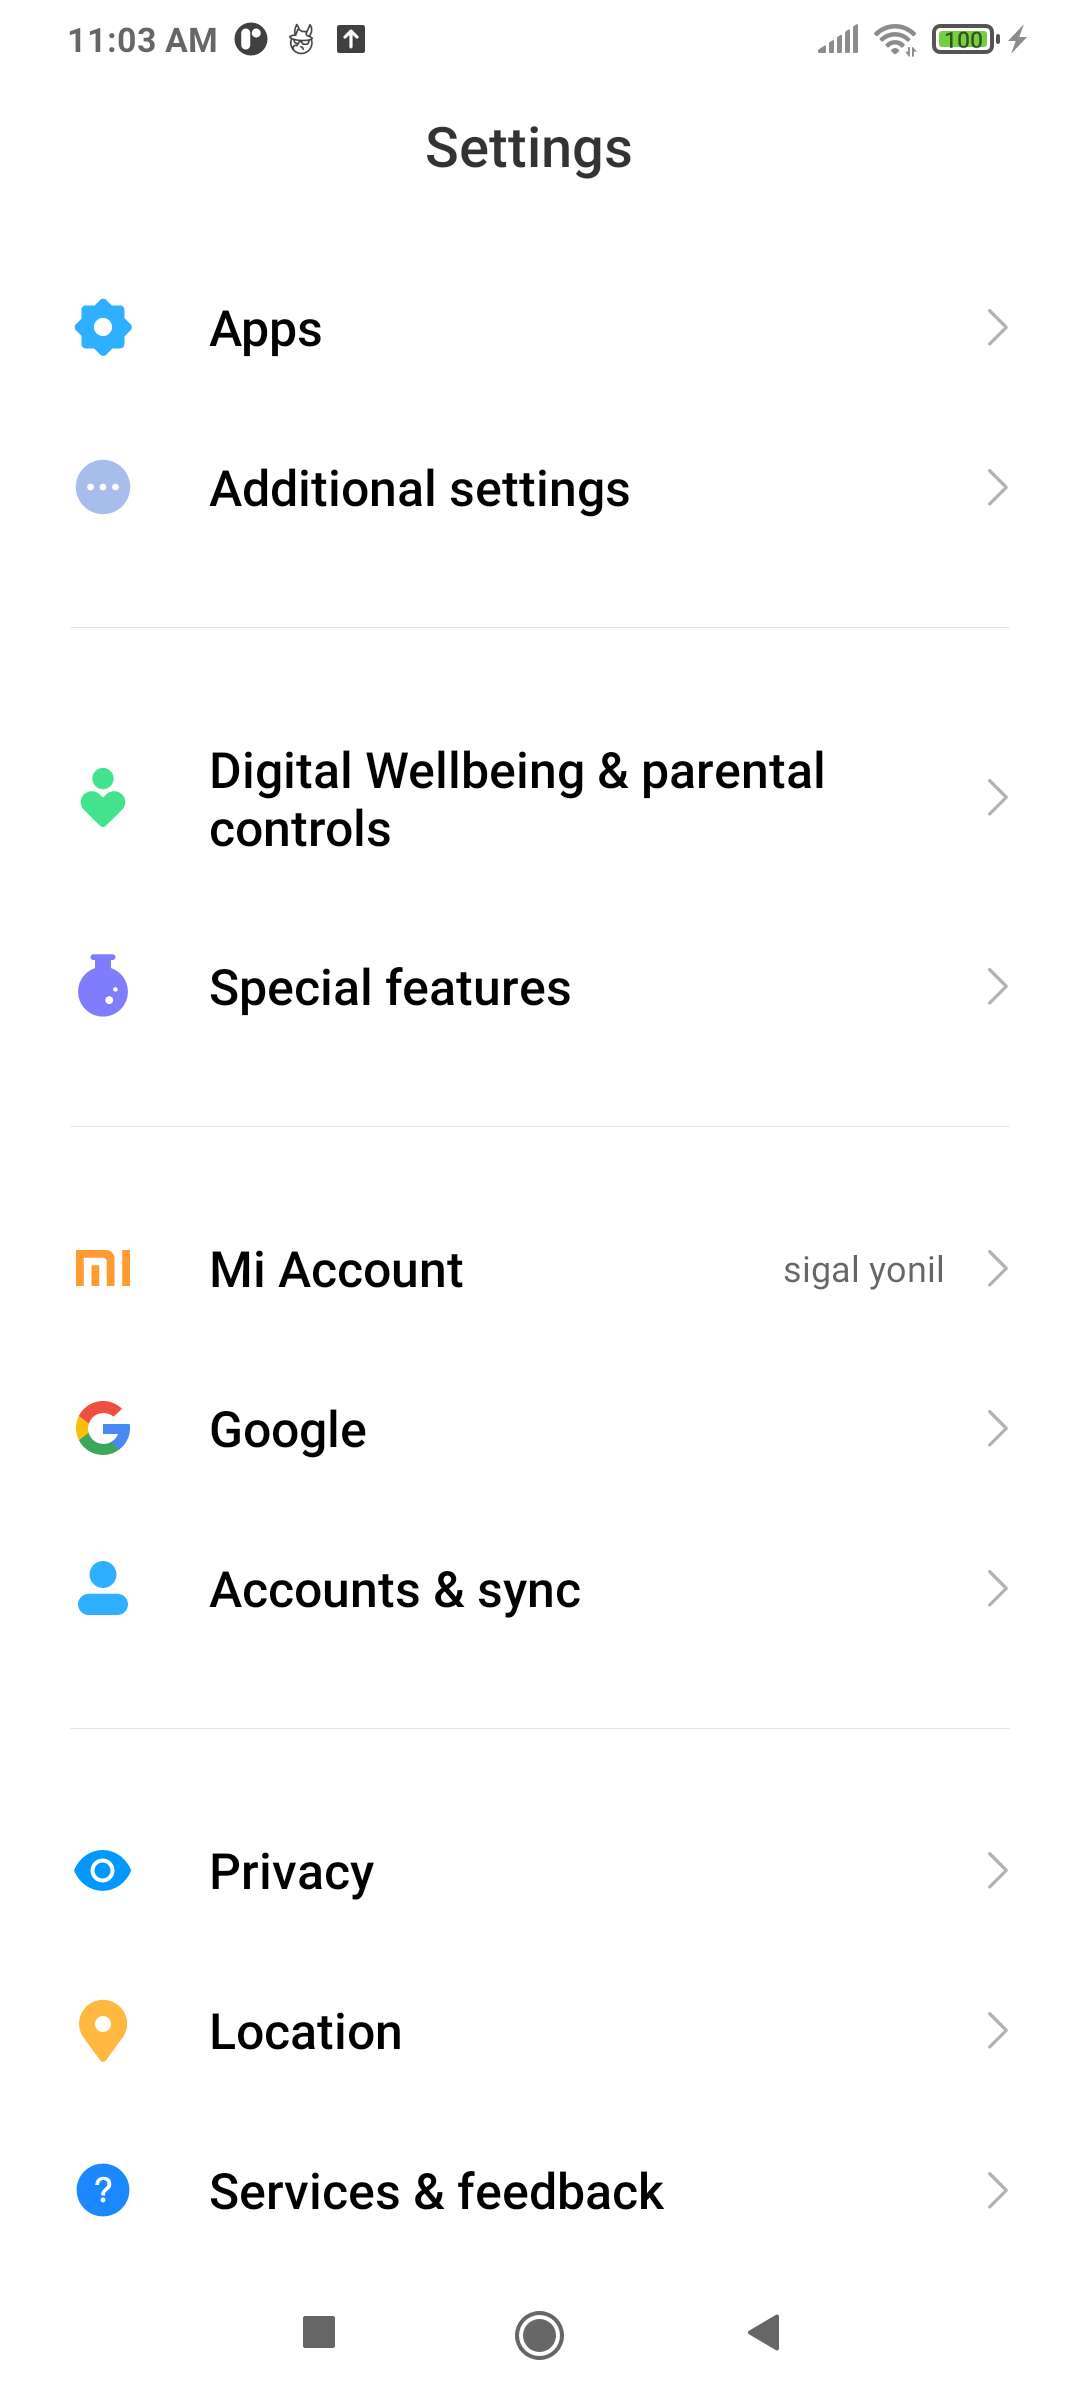 11:03 AM
100
Settings
Apps
Additional settings
Digital Wellbeing & parental
controls
Special features
Mi Account
sigal yonil
Google
Accounts & sync
Privacy
Location
Services & feedback